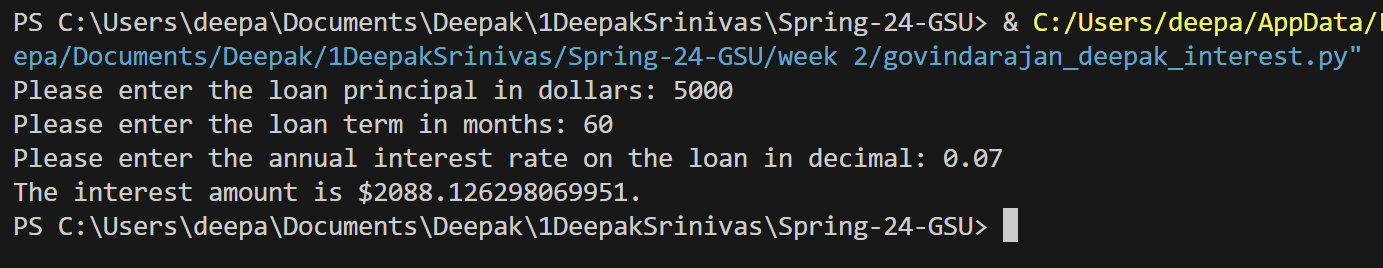 PS C:\Users\deepa\Documents\Deepak\1DeepakSrinivas\Spring-24-GSU> & C:/Users/deepa/AppData/
epa/Documents/Deepak/1DeepakSrinivas/Spring-24-GSU/week 2/govindarajan_deepak_interest.py"
Please enter the loan principal in dollars: 5000
Please enter the loan term in months: 60
Please enter the annual interest rate on the loan in decimal: 0.07
The interest amount is $2088.126298069951.
PS C:\Users\deepa\Documents\Deepak\1DeepakSrinivas\Spring-24-GSU>